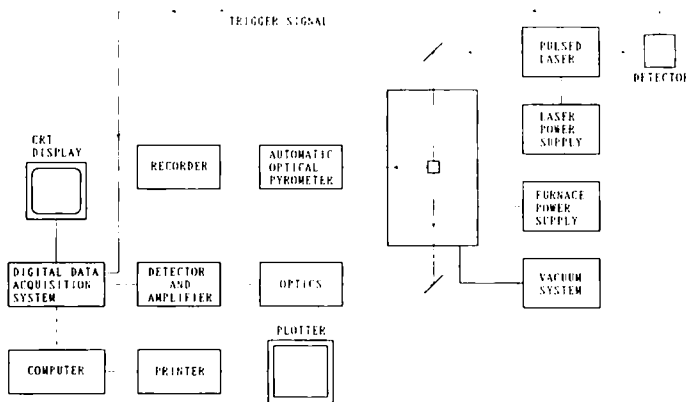 TRIGGER SIGNAL
PULSED
LASER
DETECTOR
LASER
POWER
SUPPLY
CRT
DISPLAY
RECORDER
AUTOMATIC
OPTICAL
PYROMETER
FURNACE
POWER
SUPPLY
DIGITAL DATA
ACQUISITION
SYSTEM
DETECTOR
AND
AMPLIFIER
OPTICS
VACUUM
SYSTEM
PLOTTER
COMPUTER
PRINTER